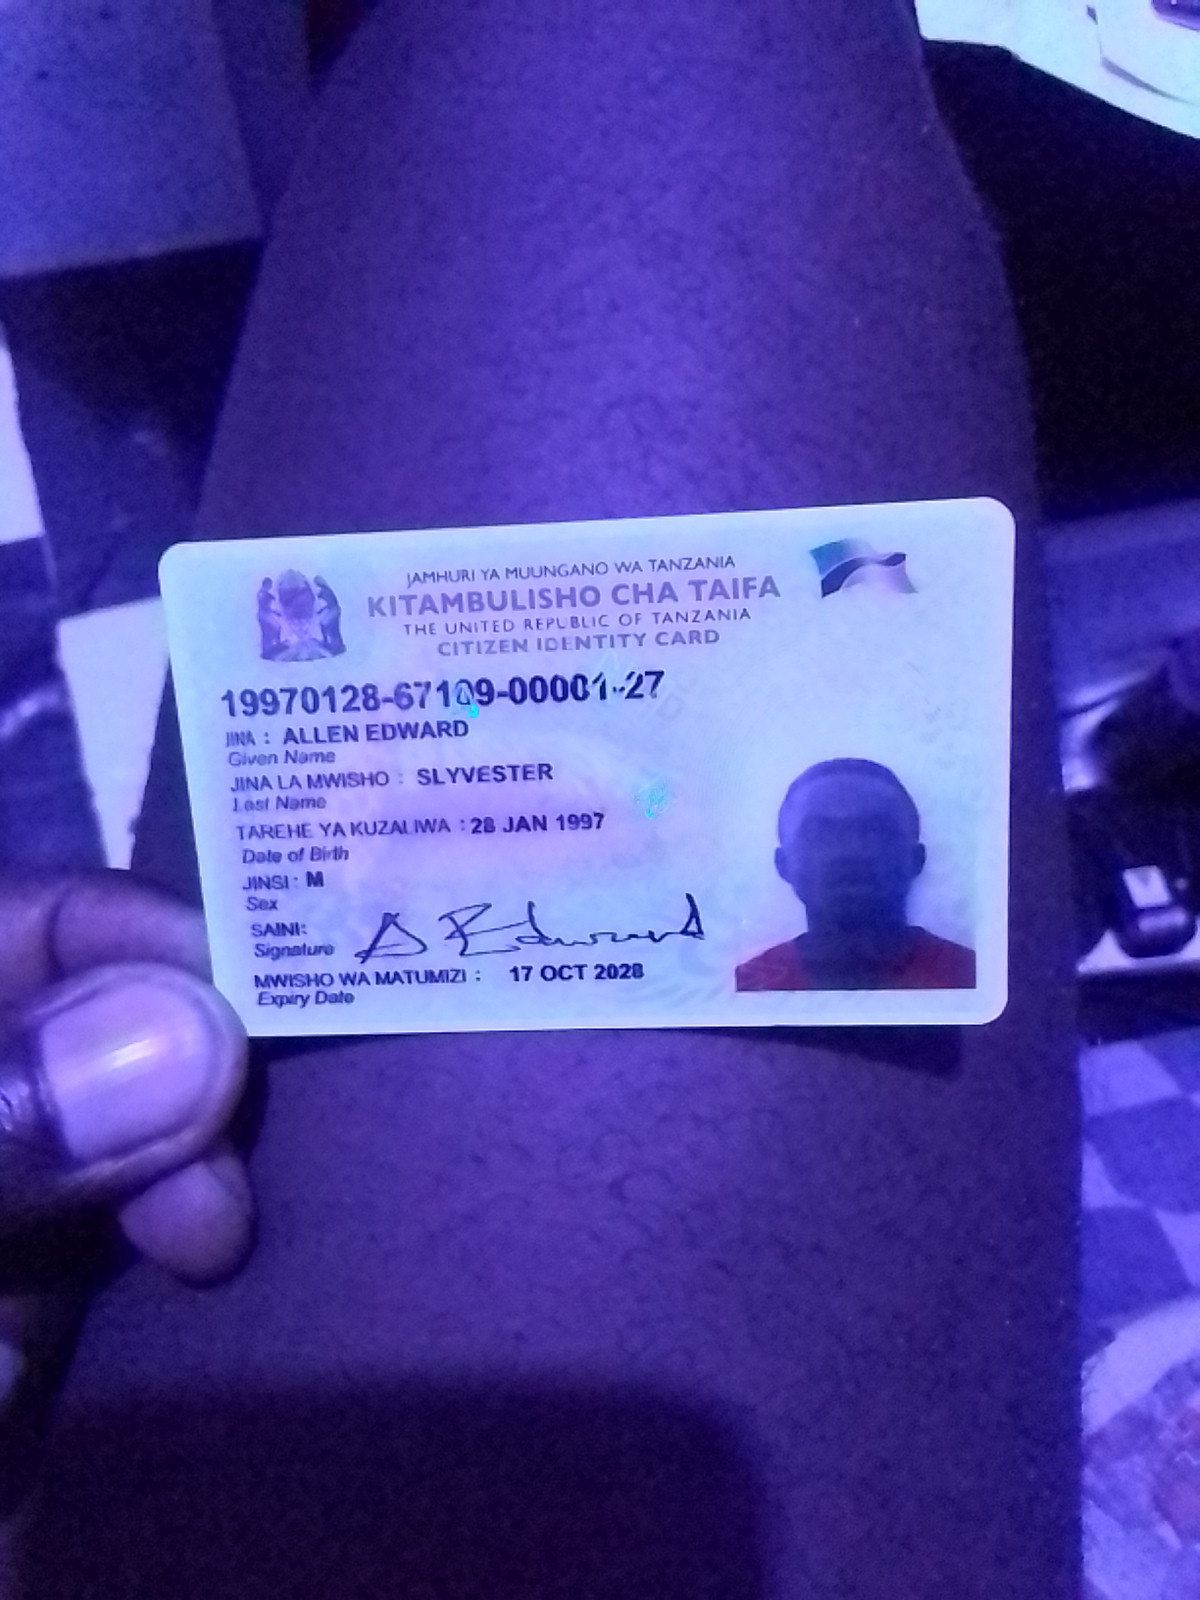 JAMHURI YA MUUNGANO WA TANZANIA
KITAMBULISHO CHA TAIFA
THE UNITED REPUBLIC OF TANZANIA
CITIZEN IDENTITY CARD
19970128-67109-00001-27
JINA : ALLEN EDWARD
Given Name
JINA LA MWISHO : SLYVESTER
Last Name
TAREHE YA KUZALIWA : 28 JAN 1997
Date of Birth
JINSI : M
Sex
SAINI:
Signature A Edward
MWISHO WA MATUMIZI : 17 OCT 2028
Expiry Date